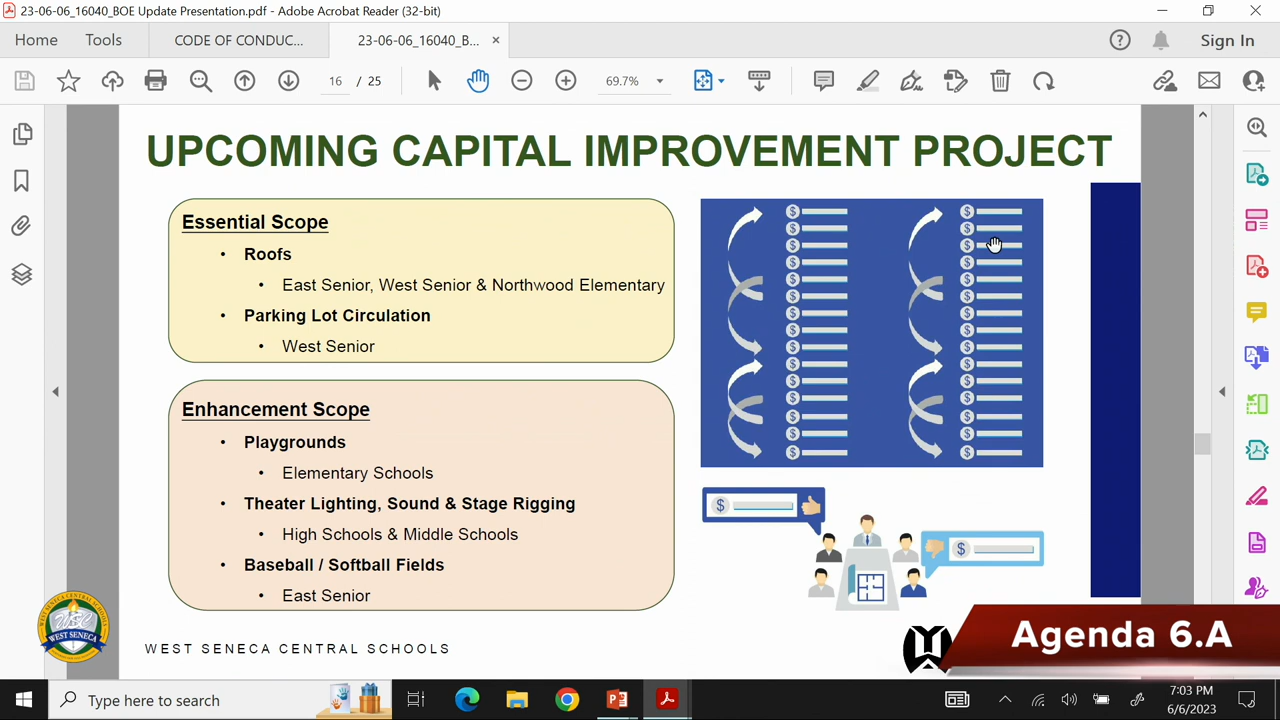 23-06-06_16040_BOE Update Presentation.pdf - Adobe Acrobat Reader (32-bit)
Home
Tools
CODE OF CONDUC...
23-06-06_16040_B...
Sign In
16 / 25
69.7%
UPCOMING CAPITAL IMPROVEMENT PROJECT
Essential Scope
• Roofs
• East Senior, West Senior & Northwood Elementary
• Parking Lot Circulation
• West Senior
Enhancement Scope
• Playgrounds
• Elementary Schools
• Theater Lighting, Sound & Stage Rigging
• High Schools & Middle Schools
• Baseball / Softball Fields
• East Senior
WEST SENECA CENTRAL SCHOOLS
WEST SENECA
Agenda 6.A
Type here to search
7:03 PM
6/6/2023